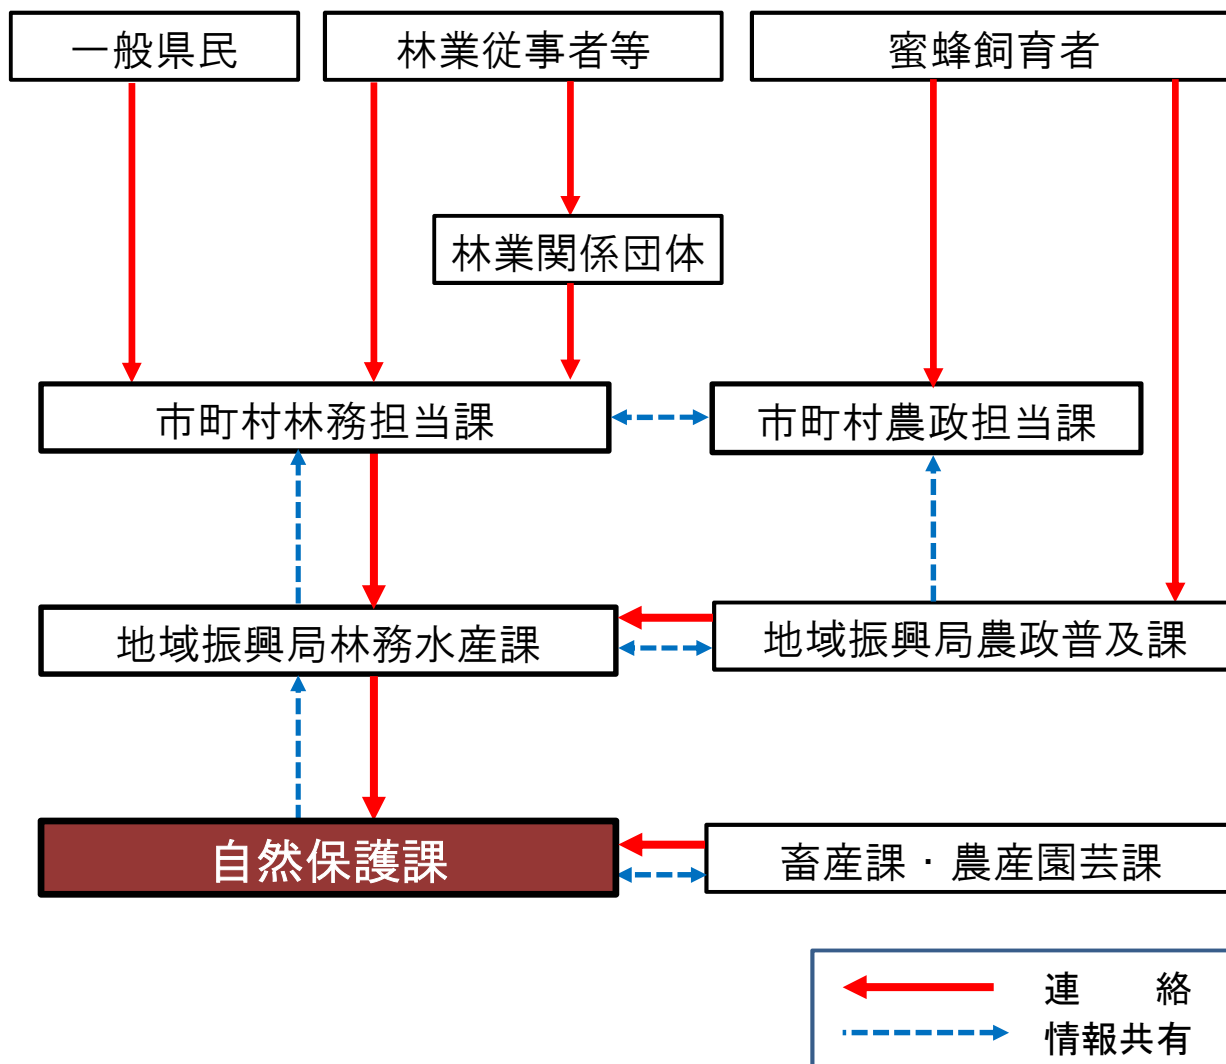 一般県民
林業従事者等
蜜蜂飼育者
林業関係団体
市町村林務担当課
市町村農政担当課
地域振興局林務水産課
地域振興局農政普及課
自然保護課
畜産課・農産園芸課
連　　絡
情報共有